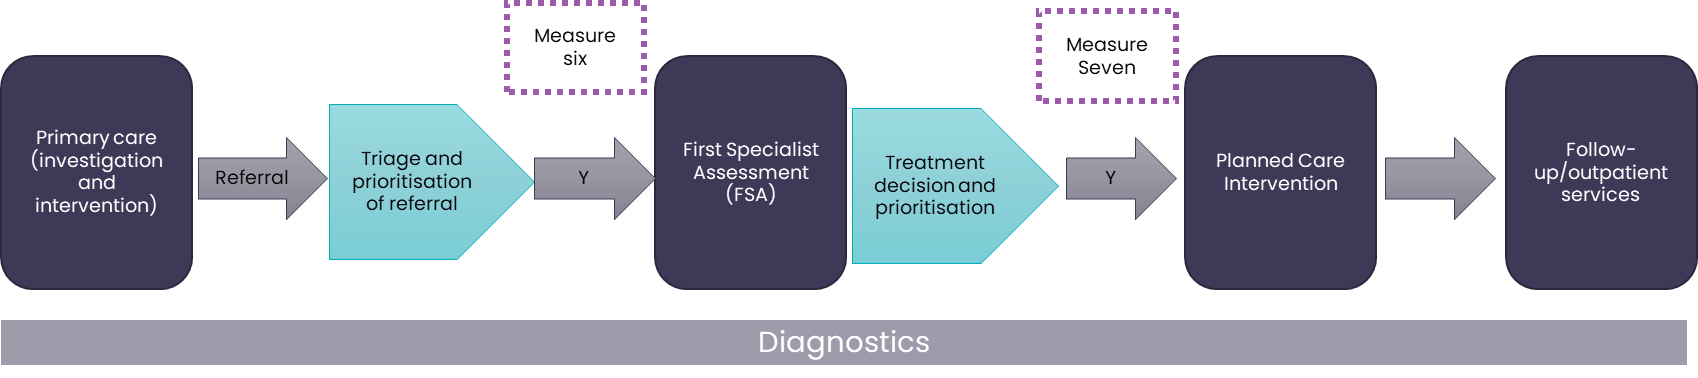 Measure
six
Measure
Seven
Primary care
(investigation
and
intervention)
Referral
Triage and
prioritisation
of referral
Y
First Specialist
Assessment
(FSA)
Treatment
decision and
prioritisation
Y
Planned Care
Intervention
Follow-
up/outpatient
services
Diagnostics